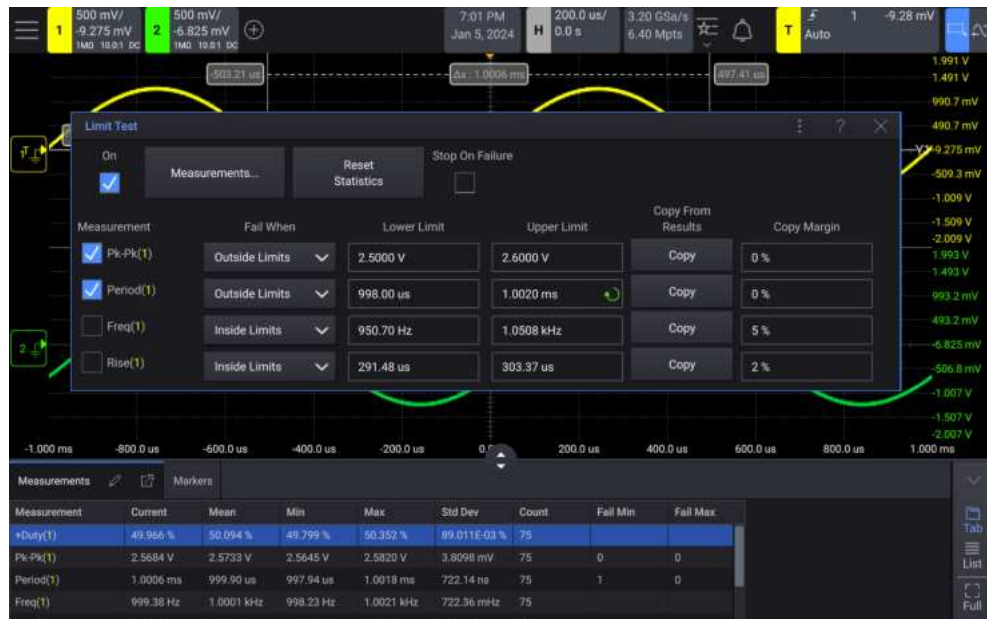 1 500 mV/ -9.275 mV 1MΩ 10.0:1 DC
2 500 mV/ -6.825 mV 1MΩ 10.0:1 DC
7:01 PM
Jan 5, 2024
H 200.0 us/
0.0 s
3.20 GSa/s
6.40 Mpts
T Auto 1 -9.28 mV
-503.21 us
Δx : 1.0006 ms
497.41 us
1.991 V
1.491 V
990.7 mV
490.7 mV
-9.275 mV
-509.3 mV
-1.009 V
-1.509 V
-2.009 V
1.993 V
1.493 V
993.2 mV
493.2 mV
-6.825 mV
-506.8 mV
-1.007 V
-1.507 V
-2.007 V
Limit Test ?
On
Measurements...
Reset
Statistics
Stop On Failure
Measurement Fail When Lower Limit Upper Limit Copy From Results Copy Margin
Pk-Pk(1) Outside Limits 2.5000 V 2.6000 V Copy 0 %
Period(1) Outside Limits 998.00 us 1.0020 ms Copy 0 %
Freq(1) Inside Limits 950.70 Hz 1.0508 kHz Copy 5 %
Rise(1) Inside Limits 291.48 us 303.37 us Copy 2 %
2
-1.000 ms -800.0 us -600.0 us -400.0 us -200.0 us 200.0 us 400.0 us 600.0 us 800.0 us 1.000 ms
Measurements Markers
Measurement Current Mean Min Max Std Dev Count Fail Min Fail Max
+Duty(1) 49.966 % 50.094 % 49.799 % 50.352 % 89.011E-03 % 75
Pk-Pk(1) 2.5684 V 2.5733 V 2.5645 V 2.5820 V 3.8098 mV 75 0 0
Period(1) 1.0006 ms 999.90 us 997.94 us 1.0018 ms 722.14 ns 75 1 0
Freq(1) 999.38 Hz 1.0001 kHz 998.23 Hz 1.0021 kHz 722.36 mHz 75
Tab
List
Full